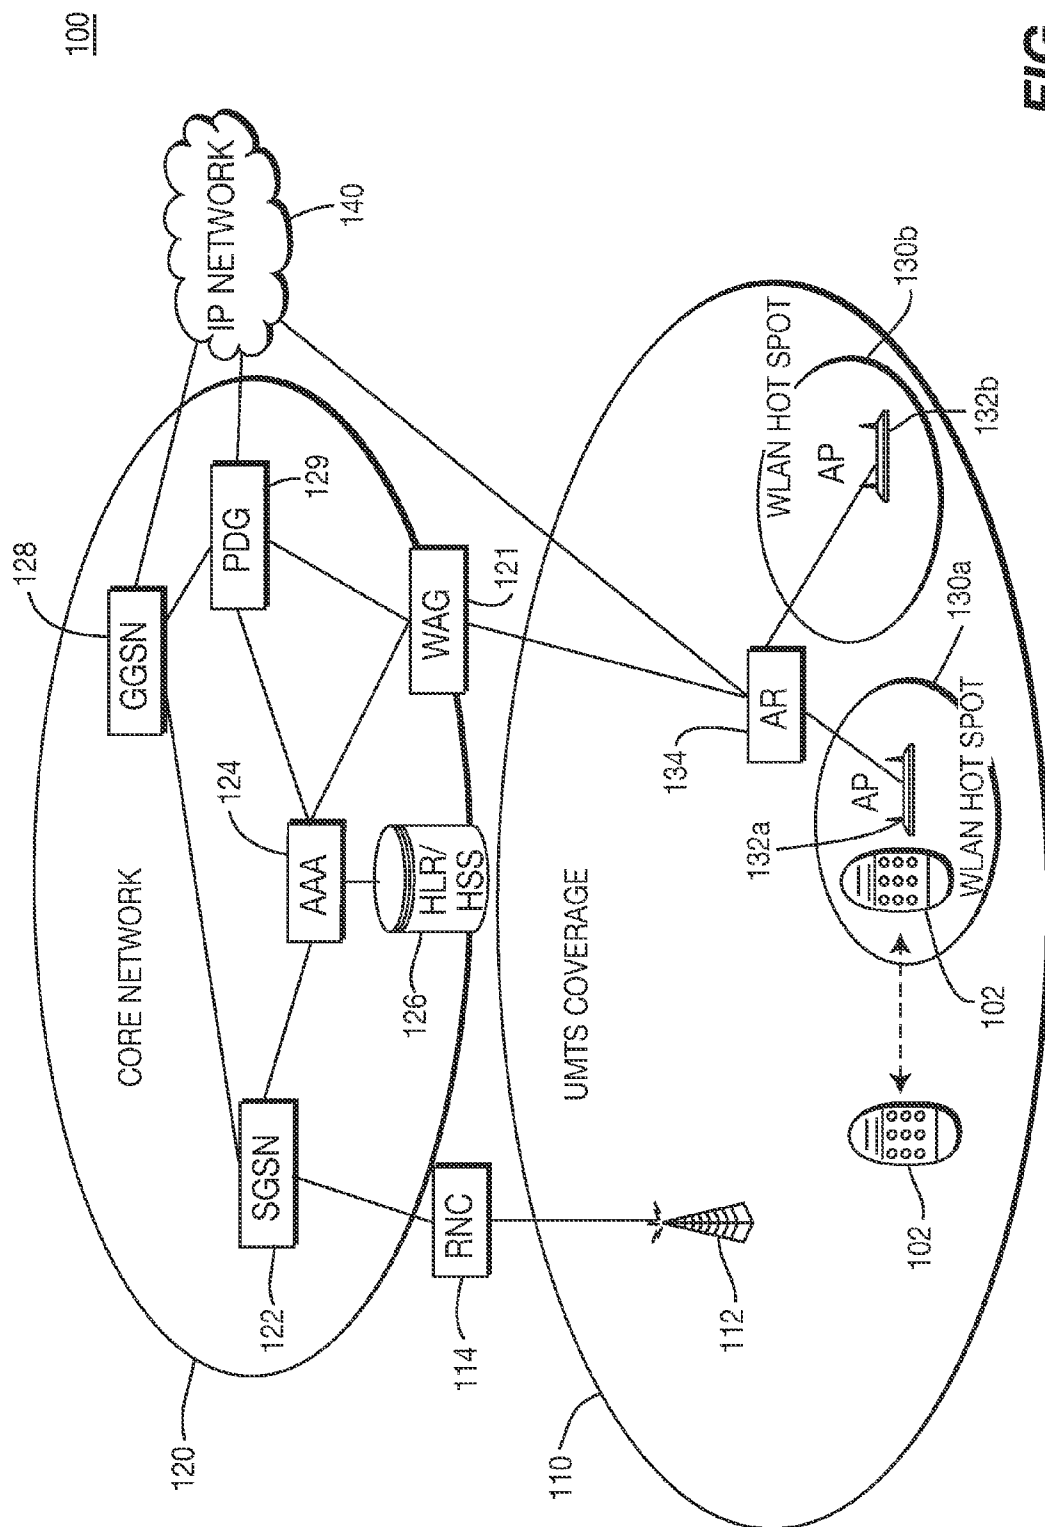 100
IP NETWORK
140
128
GGSN
PDG
129
WAG
121
124
AAA
HLR/
HSS
126
CORE NETWORK
SGSN
122
RNC
114
120
UMTS COVERAGE
110
112
134
AR
WLAN HOT SPOT
130b
AP
132b
130a
AP
132a
WLAN HOT SPOT
102
102
FIG